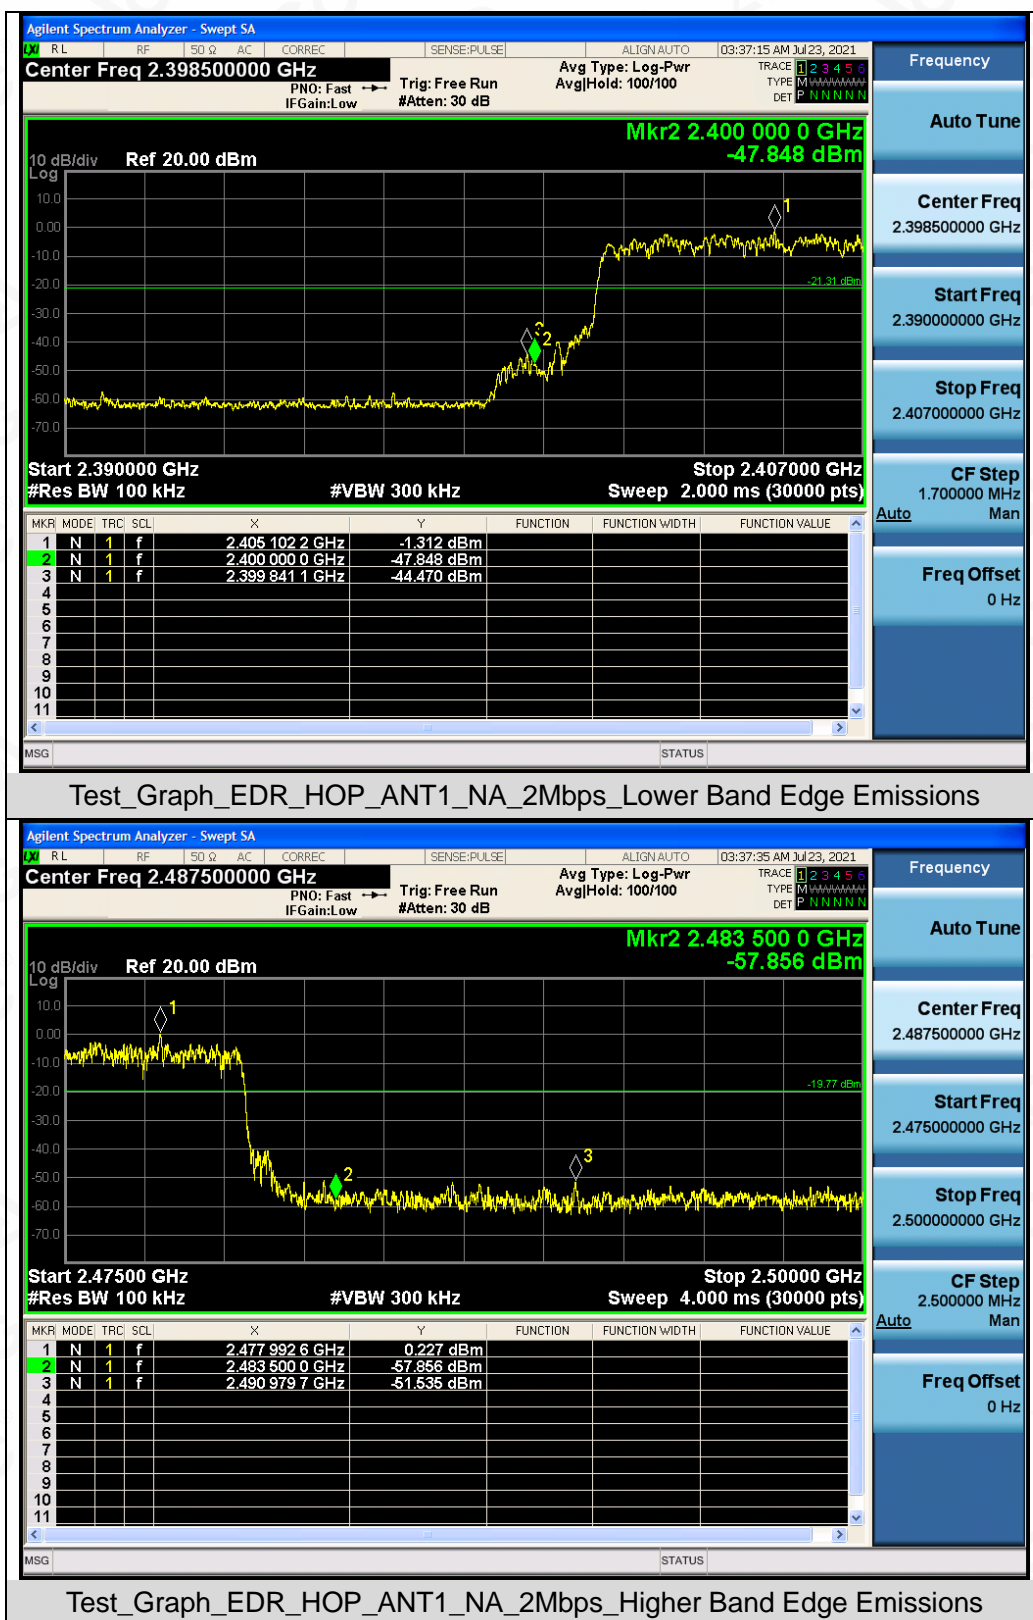 Agilent Spectrum Analyzer - Swept SA
LXI RL RF 50 Ω AC CORREC SENSE:PULSE ALIGN AUTO 03:37:15 AM Jul 23, 2021
Center Freq 2.398500000 GHz
PNO: Fast
IFGain:Low
Trig: Free Run
#Atten: 30 dB
Avg Type: Log-Pwr
Avg|Hold: 100/100
TRACE 1 2 3 4 5 6
TYPE M WWWWW
DET P N N N N N
Frequency
Auto Tune
Center Freq
2.398500000 GHz
Start Freq
2.390000000 GHz
Stop Freq
2.407000000 GHz
CF Step
1.700000 MHz
Auto Man
Freq Offset
0 Hz
Mkr2 2.400 000 0 GHz
-47.848 dBm
10 dB/div Ref 20.00 dBm
Log
10.0
0.00
-10.0
-20.0
-30.0
-40.0
-50.0
-60.0
-70.0
1
-21.31 dBm
2
Start 2.390000 GHz Stop 2.407000 GHz
#Res BW 100 kHz #VBW 300 kHz Sweep 2.000 ms (30000 pts)
MKR MODE TRC SCL X Y FUNCTION FUNCTION WIDTH FUNCTION VALUE
1 N 1 f 2.405 102 2 GHz -1.312 dBm
2 N 1 f 2.400 000 0 GHz -47.848 dBm
3 N 1 f 2.399 841 1 GHz -44.470 dBm
4
5
6
7
8
9
10
11
MSG STATUS
Test_Graph_EDR_HOP_ANT1_NA_2Mbps_Lower Band Edge Emissions
Agilent Spectrum Analyzer - Swept SA
LXI RL RF 50 Ω AC CORREC SENSE:PULSE ALIGN AUTO 03:37:35 AM Jul 23, 2021
Center Freq 2.487500000 GHz
PNO: Fast
IFGain:Low
Trig: Free Run
#Atten: 30 dB
Avg Type: Log-Pwr
Avg|Hold: 100/100
TRACE 1 2 3 4 5 6
TYPE M WWWWW
DET P N N N N N
Frequency
Auto Tune
Center Freq
2.487500000 GHz
Start Freq
2.475000000 GHz
Stop Freq
2.500000000 GHz
CF Step
2.500000 MHz
Auto Man
Freq Offset
0 Hz
Mkr2 2.483 500 0 GHz
-57.856 dBm
10 dB/div Ref 20.00 dBm
Log
10.0
0.00
-10.0
-20.0
-30.0
-40.0
-50.0
-60.0
-70.0
1
-19.77 dBm
2
3
Start 2.47500 GHz Stop 2.50000 GHz
#Res BW 100 kHz #VBW 300 kHz Sweep 4.000 ms (30000 pts)
MKR MODE TRC SCL X Y FUNCTION FUNCTION WIDTH FUNCTION VALUE
1 N 1 f 2.477 992 6 GHz 0.227 dBm
2 N 1 f 2.483 500 0 GHz -57.856 dBm
3 N 1 f 2.490 979 7 GHz -51.535 dBm
4
5
6
7
8
9
10
11
MSG STATUS
Test_Graph_EDR_HOP_ANT1_NA_2Mbps_Higher Band Edge Emissions